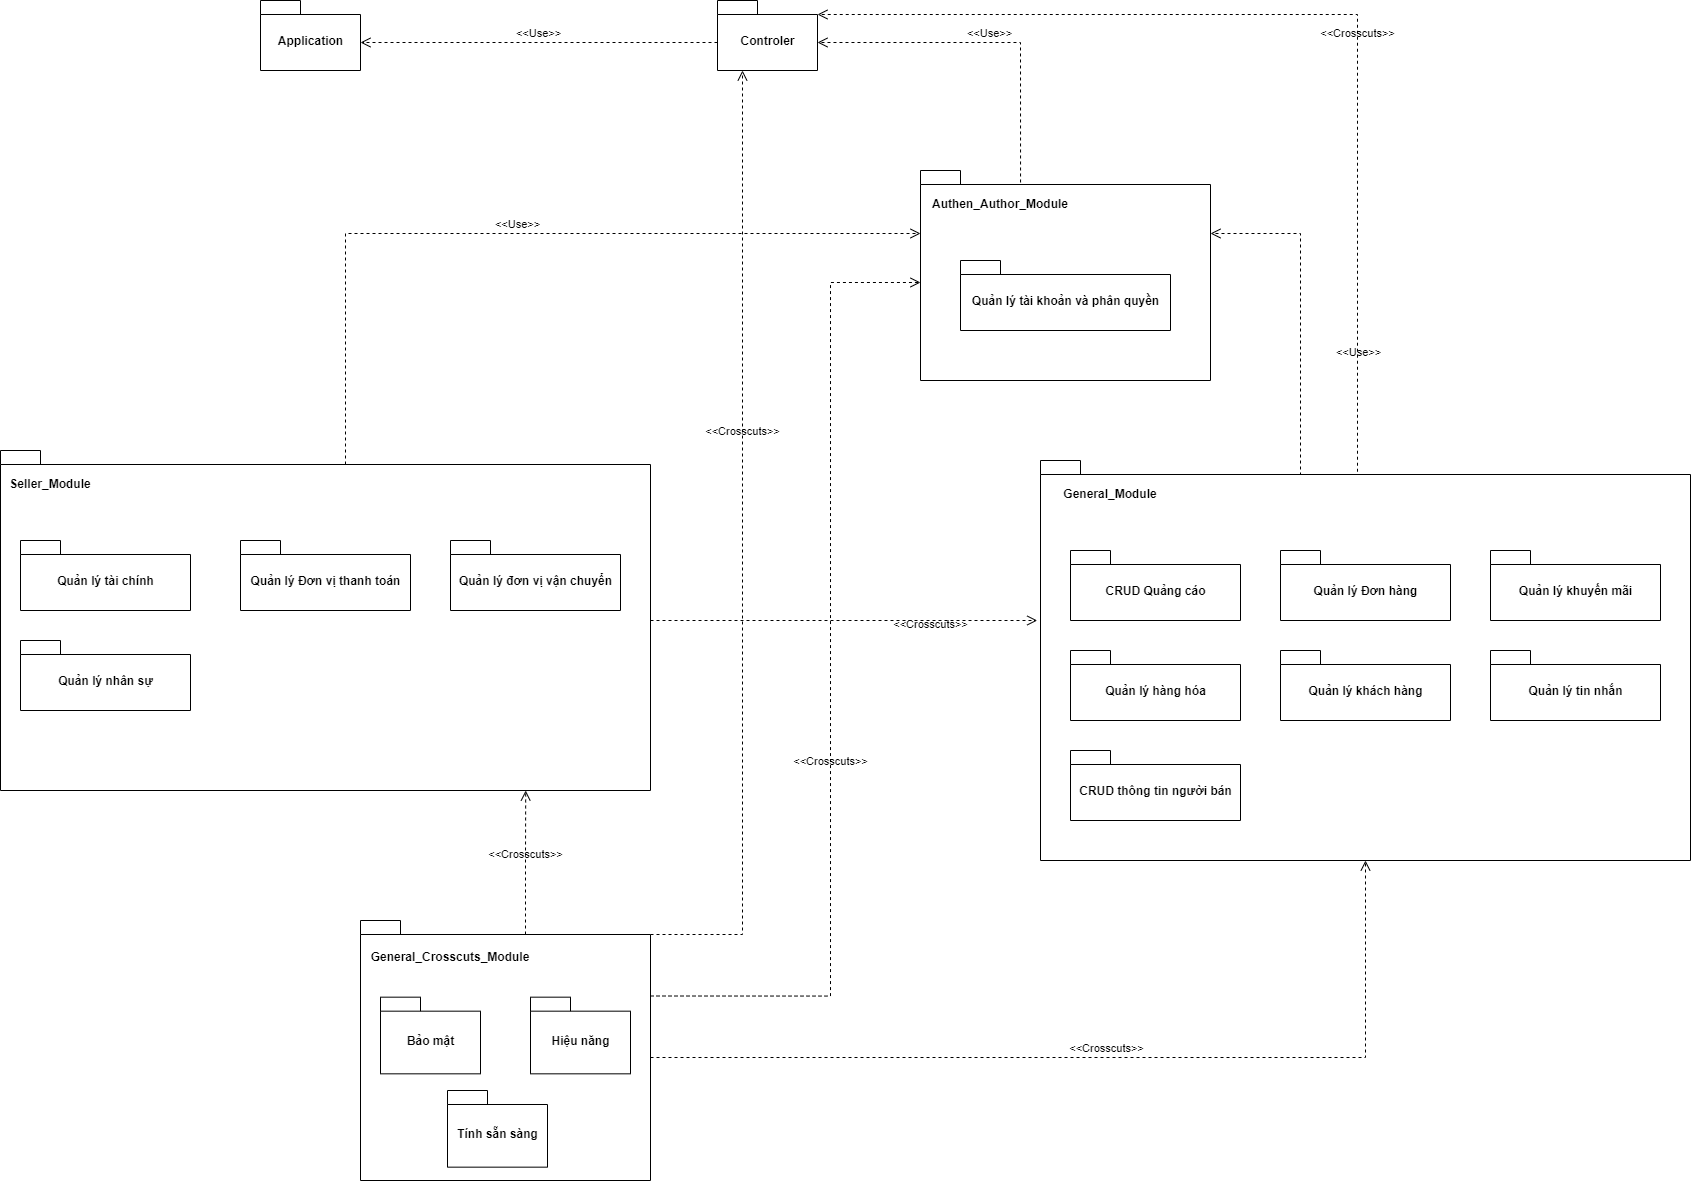 Application
<<Use>>
Controler
<<Use>>
<<Crosscuts>>
Authen_Author_Module
<<Use>>
Quản lý tài khoản và phân quyền
<<Use>>
<<Crosscuts>>
Seller_Module
General_Module
Quản lý tài chính
Quản lý Đơn vị thanh toán
Quản lý đơn vị vận chuyển
CRUD Quảng cáo
Quản lý Đơn hàng
Quản lý khuyến mãi
<<Crosscuts>>
Quản lý nhân sự
Quản lý hàng hóa
Quản lý khách hàng
Quản lý tin nhắn
<<Crosscuts>>
CRUD thông tin người bán
<<Crosscuts>>
General_Crosscuts_Module
Bảo mật
Hiệu năng
<<Crosscuts>>
Tính sẵn sàng